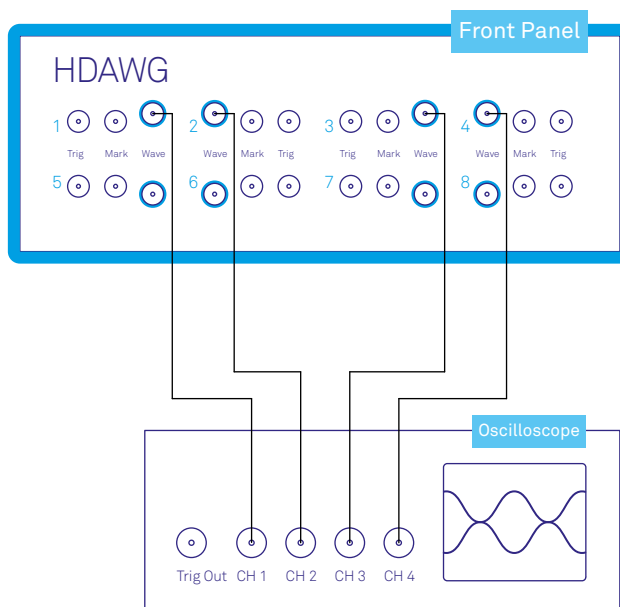 Front Panel
HDAWG
1 2 3 4
Trig Mark Wave Wave Mark Trig Trig Mark Wave Wave Mark Trig
5 6 7 8
Oscilloscope
Trig Out CH 1 CH 2 CH 3 CH 4